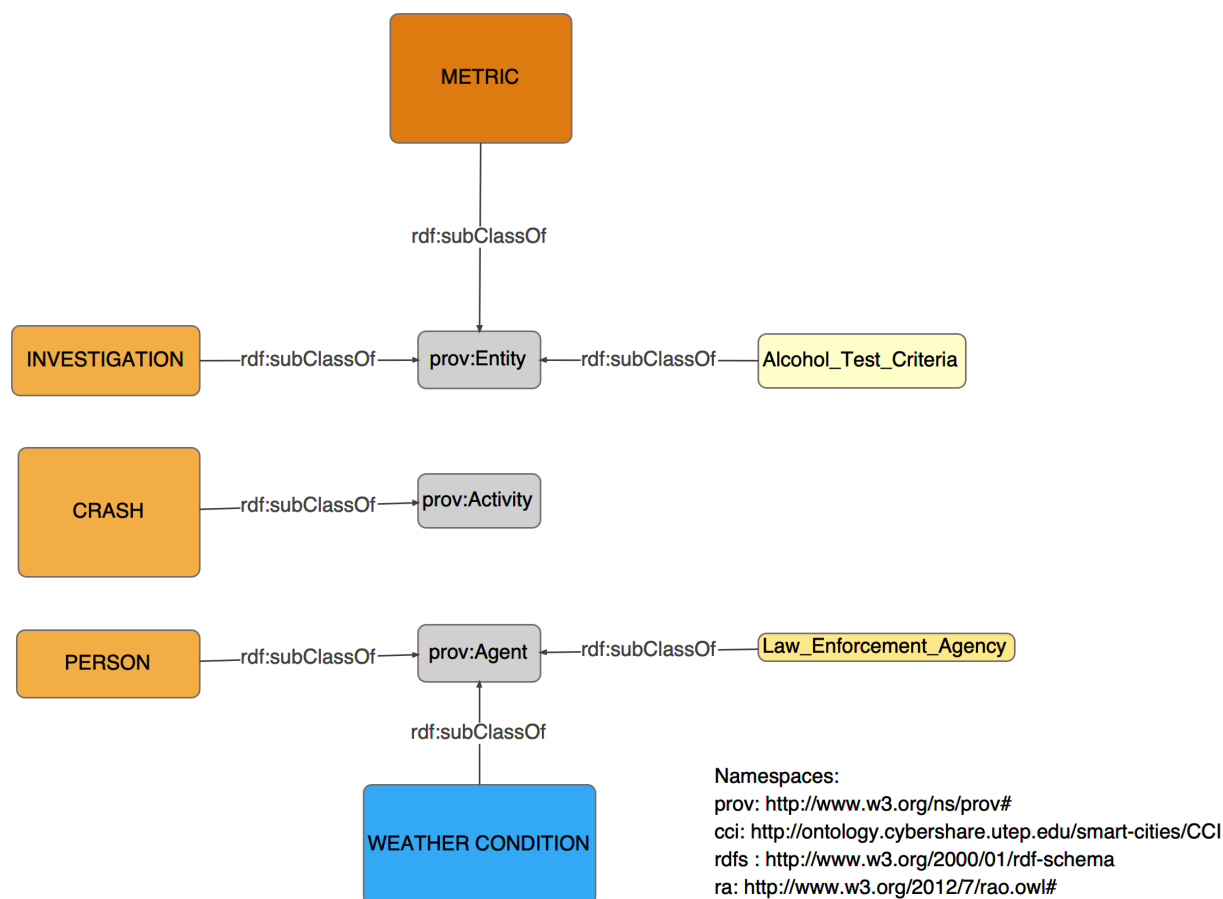 METRIC
rdf:subClassOf
INVESTIGATION
rdf:subClassOf
prov:Entity
rdf:subClassOf
Alcohol_Test_Criteria
CRASH
rdf:subClassOf
prov:Activity
PERSON
rdf:subClassOf
prov:Agent
rdf:subClassOf
Law_Enforcement_Agency
rdf:subClassOf
WEATHER CONDITION
Namespaces:
prov: http://www.w3.org/ns/prov#
cci: http://ontology.cybershare.utep.edu/smart-cities/CCI
rdfs : http://www.w3.org/2000/01/rdf-schema
ra: http://www.w3.org/2012/7/rao.owl#